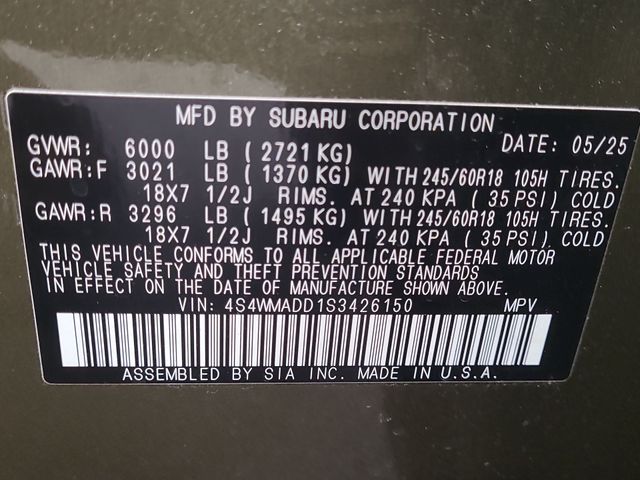 MFD BY SUBARU CORPORATION
GVWR: 6000 LB ( 2721 KG) DATE: 05/25
GAWR:F 3021 LB ( 1370 KG) WITH 245/60R18 105H TIRES.
18X7 1/2J RIMS. AT 240 KPA ( 35 PSI) COLD
GAWR:R 3296 LB ( 1495 KG) WITH 245/60R18 105H TIRES.
18X7 1/2J RIMS. AT 240 KPA ( 35 PSI) COLD
THIS VEHICLE CONFORMS TO ALL APPLICABLE FEDERAL MOTOR
VEHICLE SAFETY AND THEFT PREVENTION STANDARDS
IN EFFECT ON THE DATE OF MANUFACTURE SHOWN ABOVE.
VIN: 4S4WMADD1S3426150 MPV
ASSEMBLED BY SIA INC. MADE IN U.S.A.